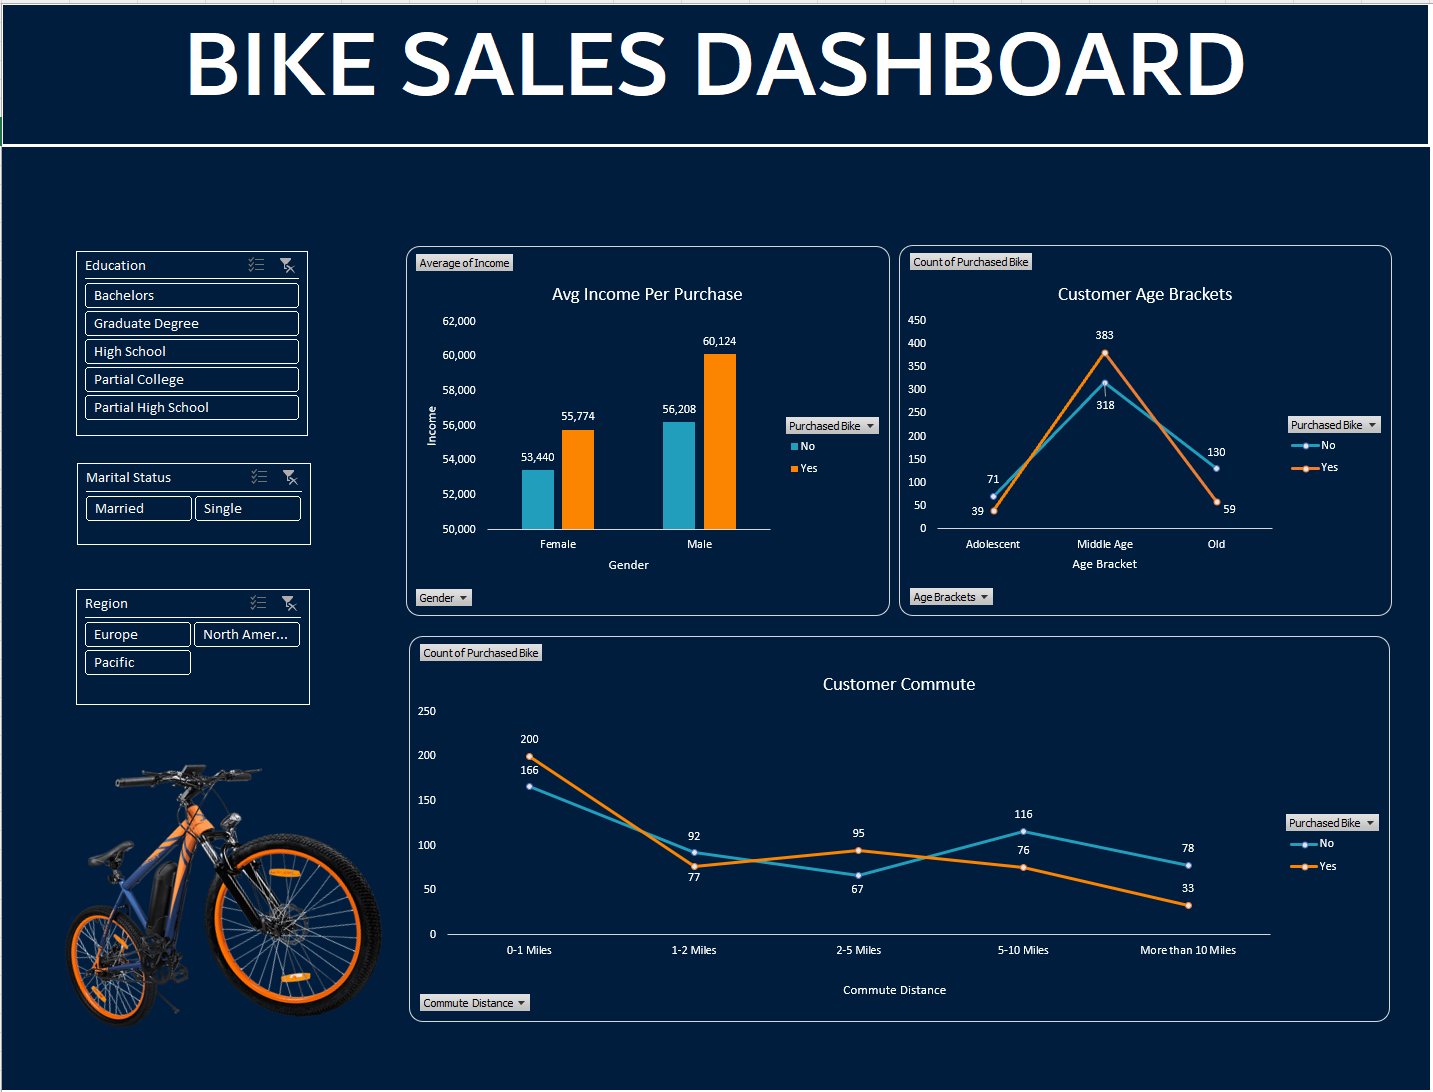 BIKE SALES DASHBOARD
Education
Bachelors
Graduate Degree
High School
Partial College
Partial High School
Marital Status
Married Single
Region
Europe North Amer...
Pacific
Average of Income
Avg Income Per Purchase
62,000
60,000
58,000
56,000
54,000
52,000
50,000
Income
53,440
55,774
56,208
60,124
Female Male
Gender
Purchased Bike
No
Yes
Gender
Count of Purchased Bike
Customer Age Brackets
450
400
350
300
250
200
150
100
50
0
71
39
383
318
130
59
Adolescent Middle Age Old
Age Bracket
Purchased Bike
No
Yes
Age Brackets
Count of Purchased Bike
Customer Commute
250
200
150
100
50
0
200
166
92
77
95
67
116
76
78
33
0-1 Miles 1-2 Miles 2-5 Miles 5-10 Miles More than 10 Miles
Commute Distance
Purchased Bike
No
Yes
Commute Distance